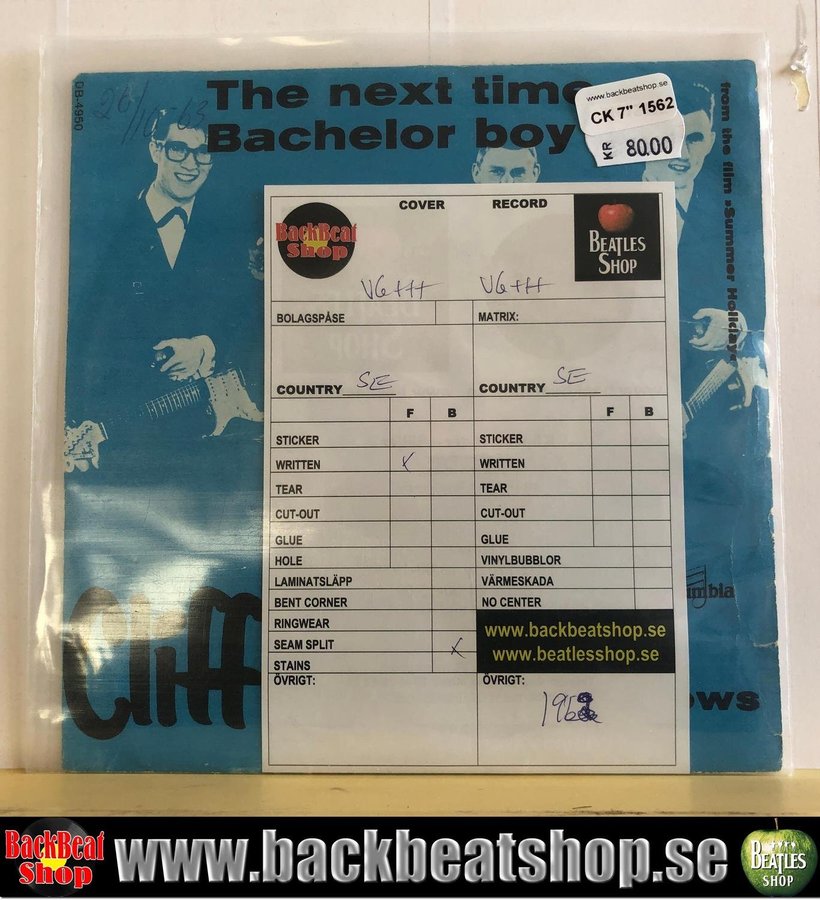 DB-4950
26/10 63
The next time
Bachelor boy
www.backbeatshop.se
CK 7" 1562
KR 80.00
from the film »Summer Holiday«
BackBeat
Shop
COVER
RECORD
BEATLES
SHOP
VG+++
VG+++
BOLAGSPÅSE
MATRIX:
COUNTRY SE
COUNTRY SE
F B
F B
STICKER
STICKER
WRITTEN X
WRITTEN
TEAR
TEAR
CUT-OUT
CUT-OUT
GLUE
GLUE
HOLE
VINYLBUBBLOR
LAMINATSLÄPP
VÄRMESKADA
BENT CORNER
NO CENTER
RINGWEAR
SEAM SPLIT X
STAINS
www.backbeatshop.se
www.beatlesshop.se
ÖVRIGT:
ÖVRIGT:
Cliff
umbia
ows
BackBeat
Shop
www.backbeatshop.se
BEATLES
SHOP